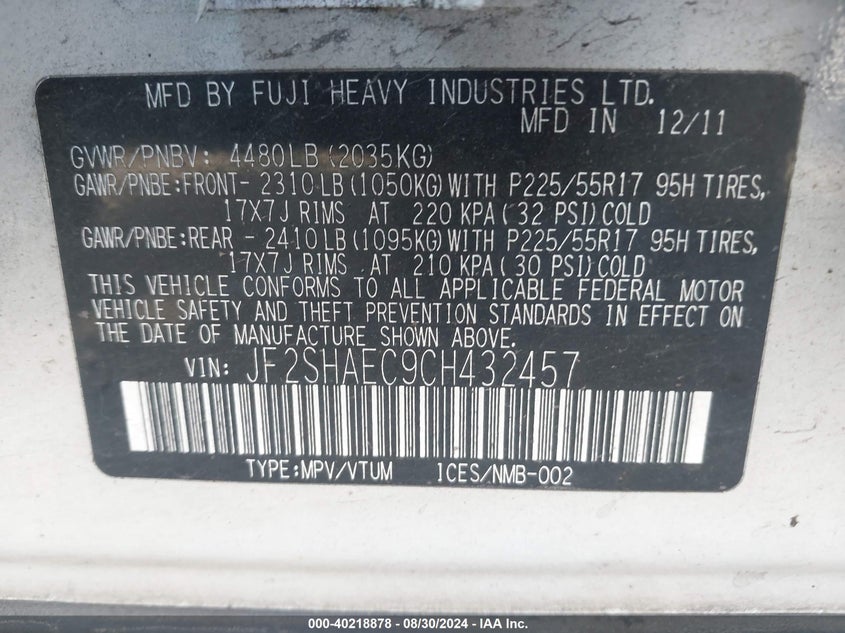 MFD BY FUJI HEAVY INDUSTRIES LTD.
MFD IN 12/11
GVWR/PNBV: 4480LB(2035KG)
GAWR/PNBE:FRONT- 2310LB(1050KG)WITH P225/55R17 95H TIRES,
17X7J RIMS AT 220 KPA(32 PSI)COLD
GAWR/PNBE:REAR - 2410LB(1095KG)WITH P225/55R17 95H TIRES,
17X7J RIMS AT 210 KPA(30 PSI)COLD
THIS VEHICLE CONFORMS TO ALL APPLICABLE FEDERAL MOTOR
VEHICLE SAFETY AND THEFT PREVENTION STANDARDS IN EFFECT ON
THE DATE OF MANUFACTURE SHOWN ABOVE.
VIN: JF2SHAEC9CH432457
TYPE:MPV/VTUM ICES/NMB-002
000-40218878 - 08/30/2024 - IAA Inc.